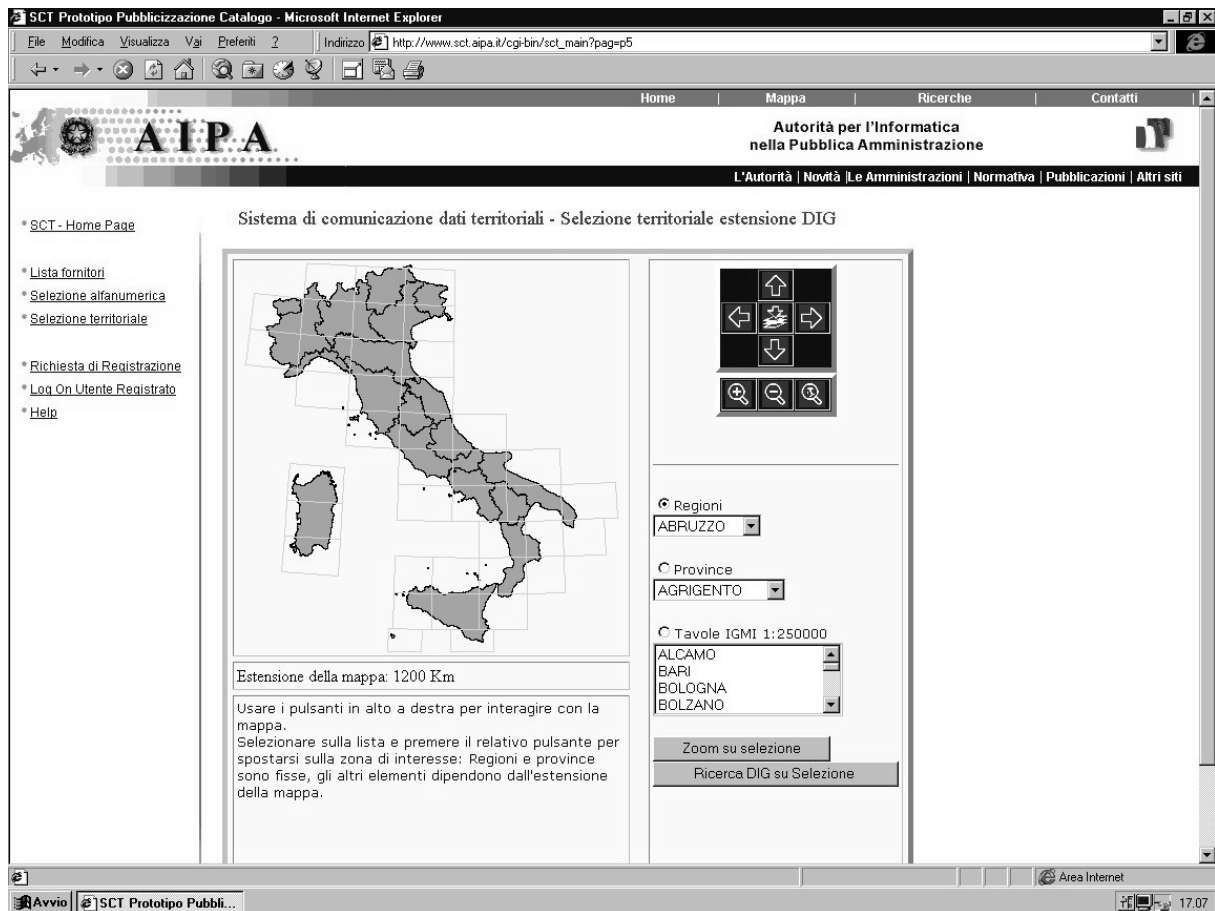 SCT Prototipo Pubblicizzazione Catalogo - Microsoft Internet Explorer
File Modifica Visualizza Vai Preferiti ? Indirizzo http://www.sct.aipa.it/cgi-bin/sct_main?pag=p5
Home | Mappa | Ricerche | Contatti |
A I P A
Autorità per l'Informatica
nella Pubblica Amministrazione
L'Autorità | Novità |Le Amministrazioni | Normativa | Pubblicazioni | Altri siti
SCT - Home Page
Lista fornitori
Selezione alfanumerica
Selezione territoriale
Richiesta di Registrazione
Log On Utente Registrato
Help
Sistema di comunicazione dati territoriali - Selezione territoriale estensione DIG
Estensione della mappa: 1200 Km
Usare i pulsanti in alto a destra per interagire con la
mappa.
Selezionare sulla lista e premere il relativo pulsante per
spostarsi sulla zona di interesse: Regioni e province
sono fisse, gli altri elementi dipendono dall'estensione
della mappa.
Regioni
ABRUZZO
Province
AGRIGENTO
Tavole IGMI 1:250000
ALCAMO
BARI
BOLOGNA
BOLZANO
Zoom su selezione
Ricerca DIG su Selezione
Area Internet
Avvio SCT Prototipo Pubbli... 17.07